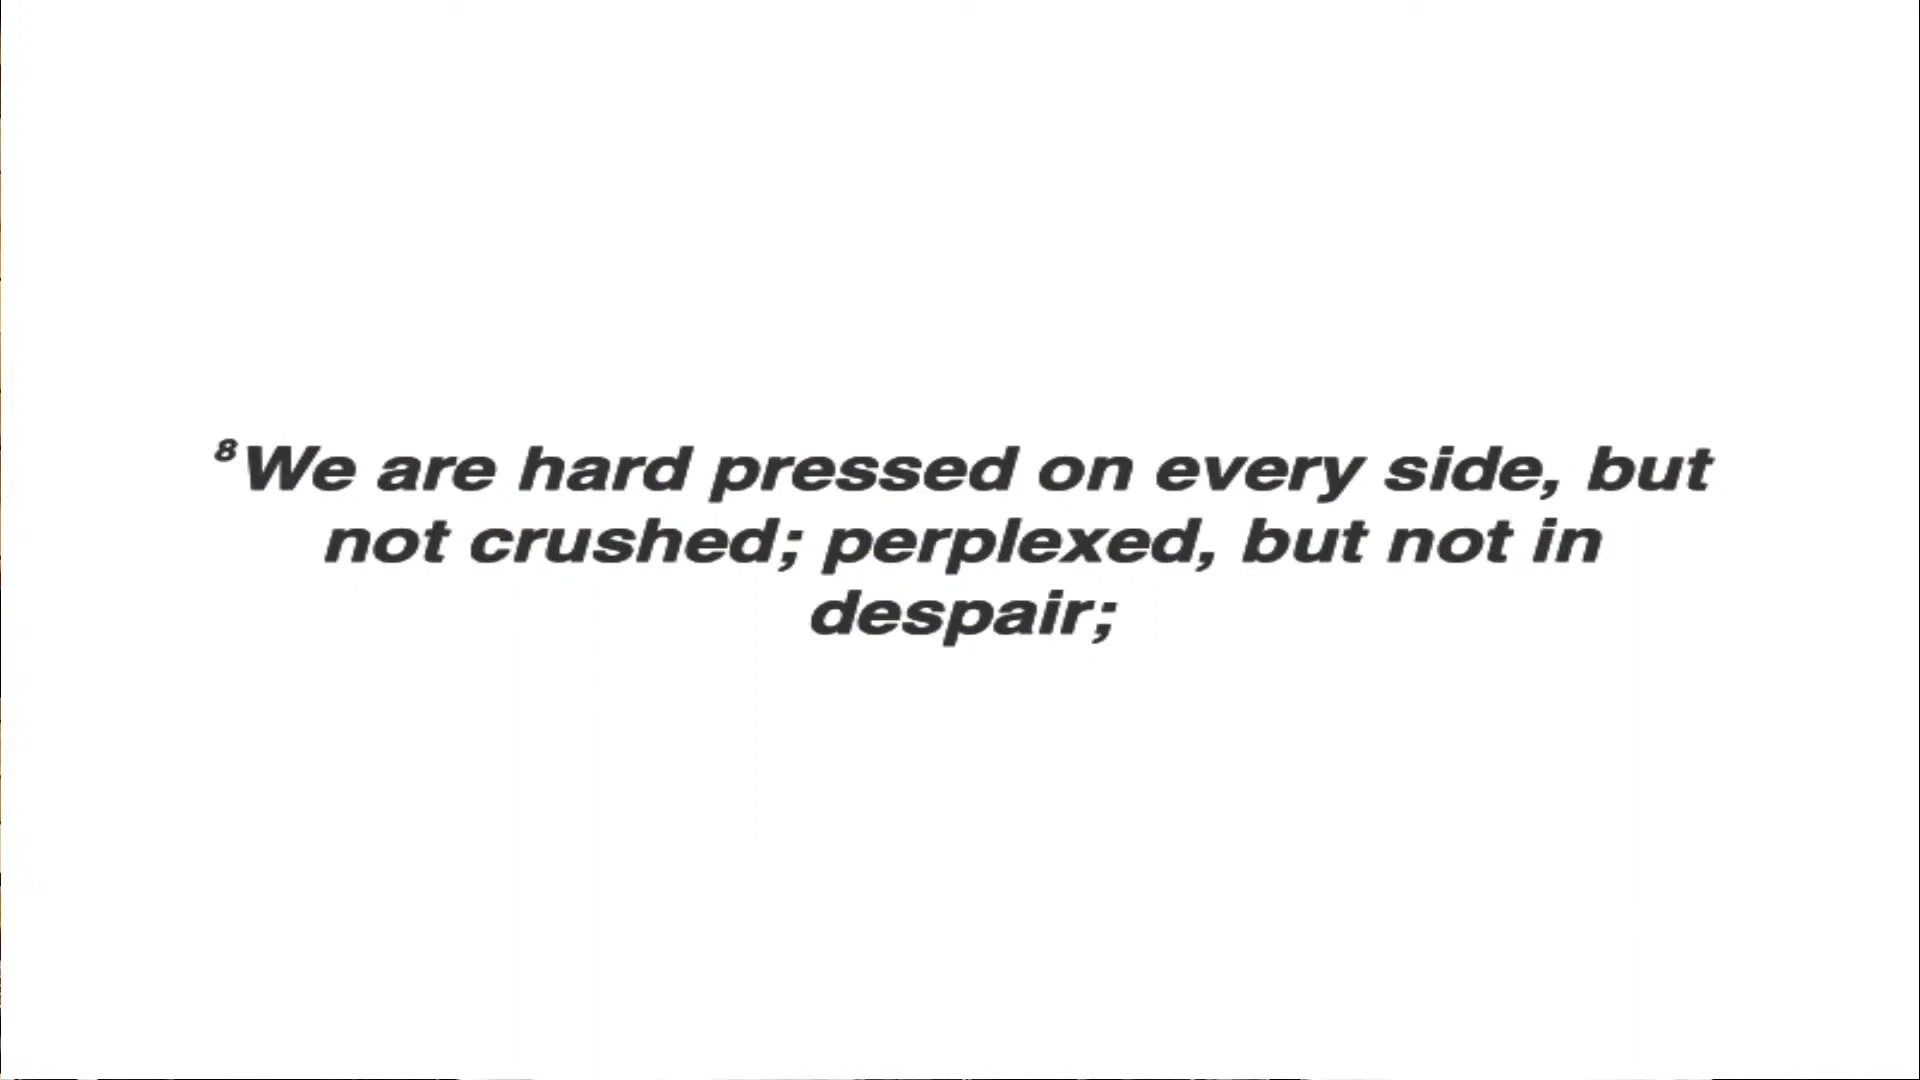 ⁸We are hard pressed on every side, but
not crushed; perplexed, but not in
despair;